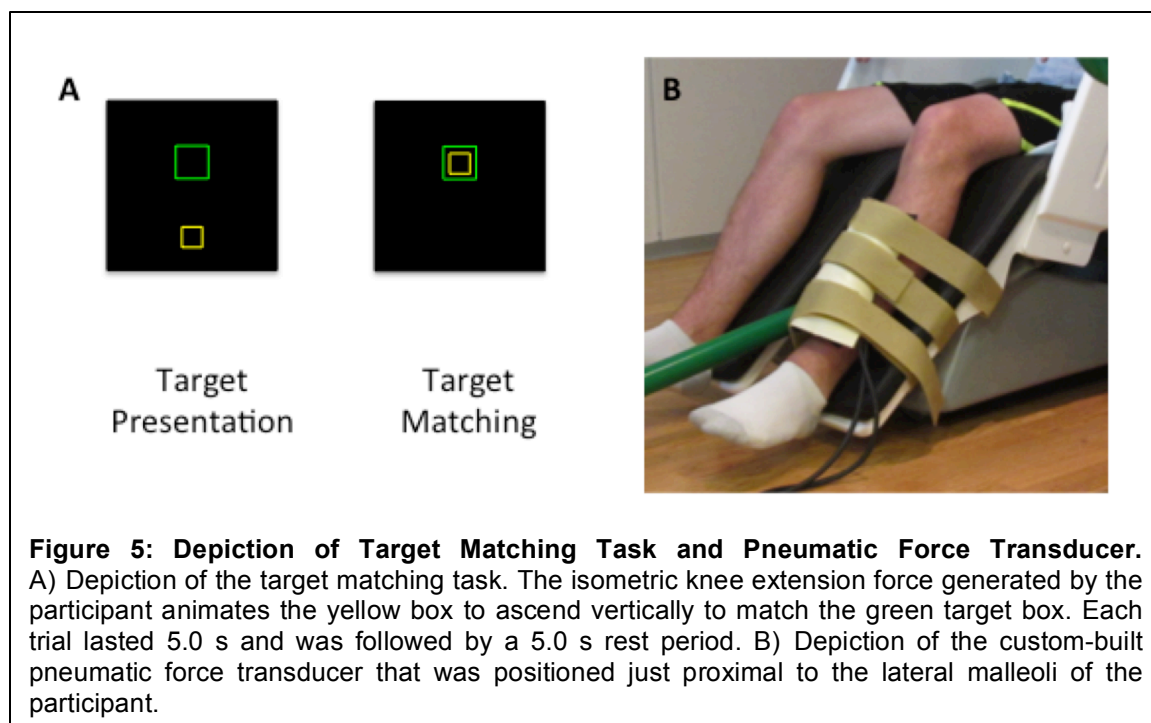 A
B
Target
Presentation
Target
Matching
Figure 5: Depiction of Target Matching Task and Pneumatic Force Transducer.
A) Depiction of the target matching task. The isometric knee extension force generated by the
participant animates the yellow box to ascend vertically to match the green target box. Each
trial lasted 5.0 s and was followed by a 5.0 s rest period. B) Depiction of the custom-built
pneumatic force transducer that was positioned just proximal to the lateral malleoli of the
participant.